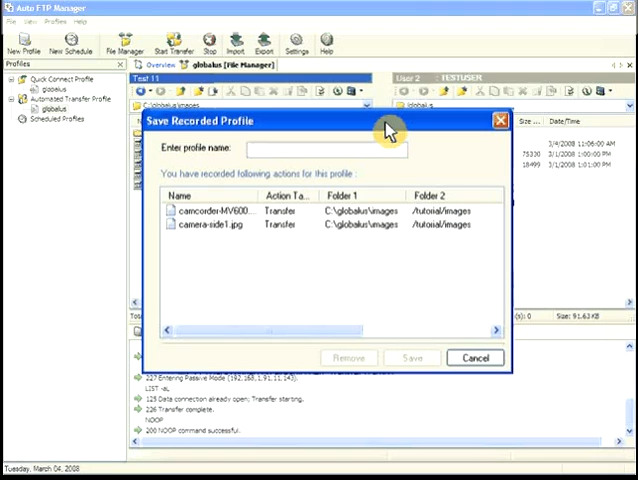 Auto FTP Manager
File View Profiles Help
New Profile New Schedule File Manager Start Transfer Stop Import Export Settings Help
Profiles
Overview globalus [File Manager]
Quick Connect Profile
globalus
Automated Transfer Profile
globalus
Scheduled Profiles
Test 11
User 2 TESTUSER
C:\globalus\images
\globalus
Size ... Date/Time
3/4/2008 11:06:00 AM
75330 3/1/2008 1:00:00 PM
18499 3/1/2008 1:01:00 PM
Save Recorded Profile
Enter profile name:
You have recorded following actions for this profile :
Name Action Ta... Folder 1 Folder 2
camcorder-MV600... Transfer C:\globalus\images /tutorial/images
camera-side1.jpg Transfer C:\globalus\images /tutorial/images
Remove Save Cancel
(s): 0 Size: 91.63 KB
227 Entering Passive Mode (192,168,1,91,11,143).
LIST -aL
125 Data connection already open; Transfer starting.
226 Transfer complete.
NOOP
200 NOOP command successful.
Tuesday, March 04, 2008